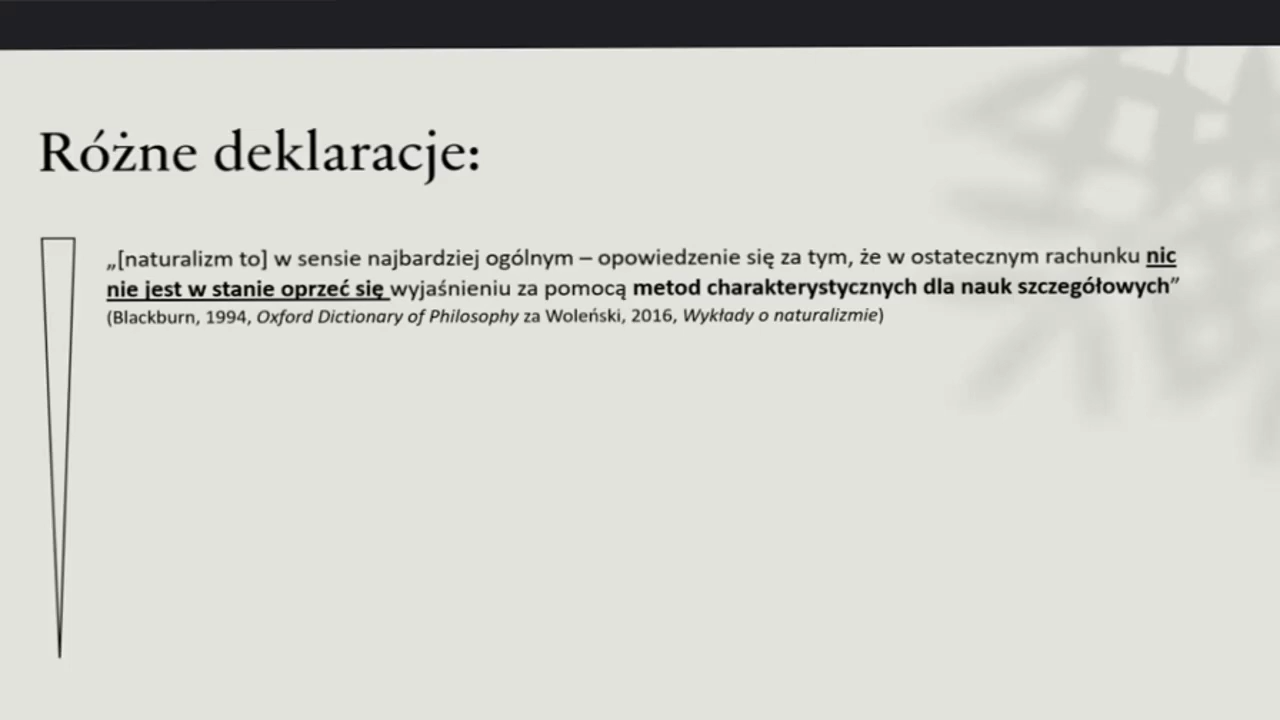 Różne deklaracje:
„[naturalizm to] w sensie najbardziej ogólnym – opowiedzenie się za tym, że w ostatecznym rachunku nic
nie jest w stanie oprzeć się wyjaśnieniu za pomocą metod charakterystycznych dla nauk szczegółowych”
(Blackburn, 1994, Oxford Dictionary of Philosophy za Woleński, 2016, Wykłady o naturalizmie)